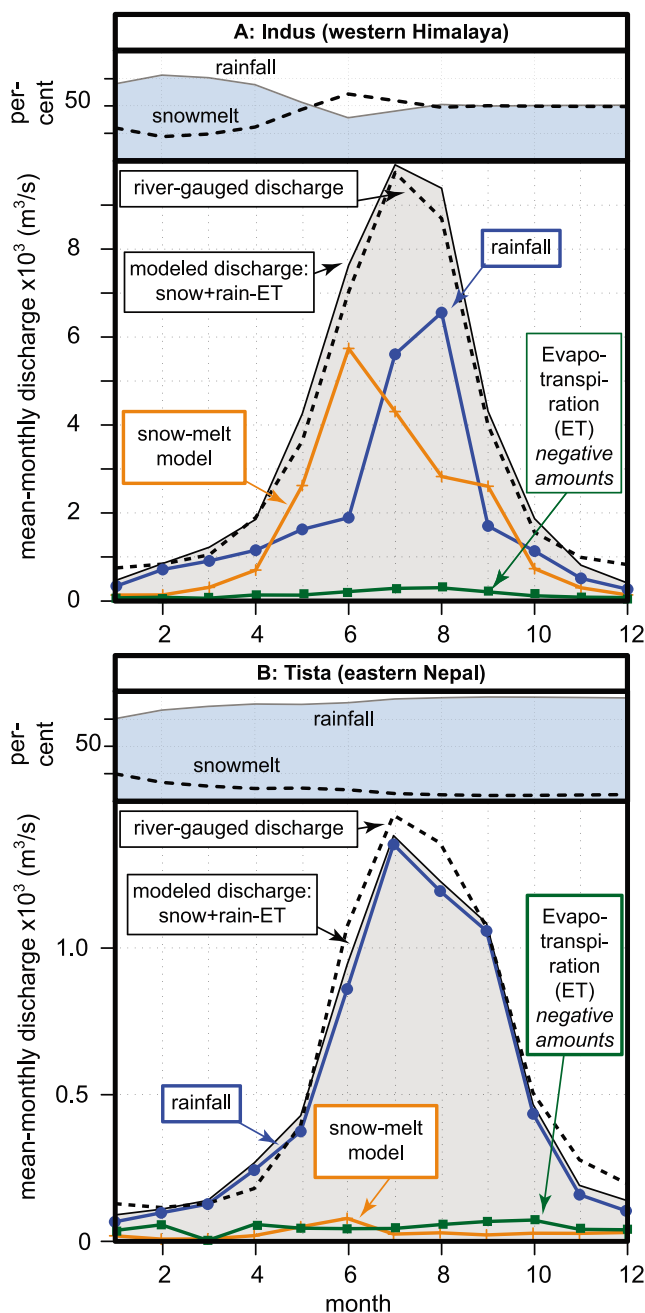 A: Indus (western Himalaya)
per-
cent
50
rainfall
snowmelt
mean-monthly discharge x10³ (m³/s)
8
6
4
2
0
river-gauged discharge
modeled discharge:
snow+rain-ET
rainfall
snow-melt
model
Evapo-
transpi-
ration
(ET)
negative
amounts
2
4
6
8
10
12
B: Tista (eastern Nepal)
per-
cent
50
rainfall
snowmelt
mean-monthly discharge x10³ (m³/s)
1.0
0.5
0
river-gauged discharge
modeled discharge:
snow+rain-ET
Evapo-
transpi-
ration
(ET)
negative
amounts
rainfall
snow-melt
model
2
4
6
8
10
12
month